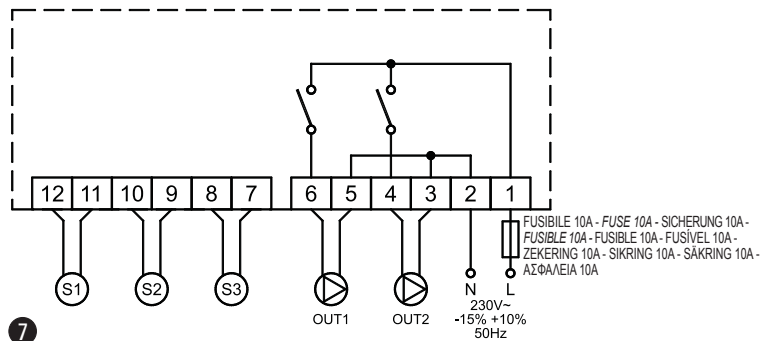 12 11 10 9 8 7 6 5 4 3 2 1
FUSIBILE 10A - FUSE 10A - SICHERUNG 10A -
FUSIBLE 10A - FUSIBLE 10A - FUSÍVEL 10A -
ZEKERING 10A - SIKRING 10A - SÄKRING 10A -
ΑΣΦΑΛΕΙΑ 10A
S1 S2 S3
N L
OUT1 OUT2
230V~
-15% +10%
50Hz
7